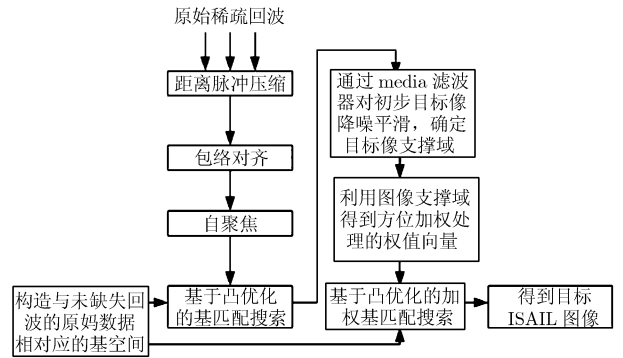 原始稀疏回波
距离脉冲压缩
包络对齐
自聚焦
构造与未缺失回
波的原妈数据
相对应的基空间
基于凸优化
的基匹配搜索
通过 media 滤波
器对初步目标像
降噪平滑，确定
目标像支撑域
利用图像支撑域
得到方位加权处
理的权值向量
基于凸优化的加
权基匹配搜索
得到目标
ISAIL 图像